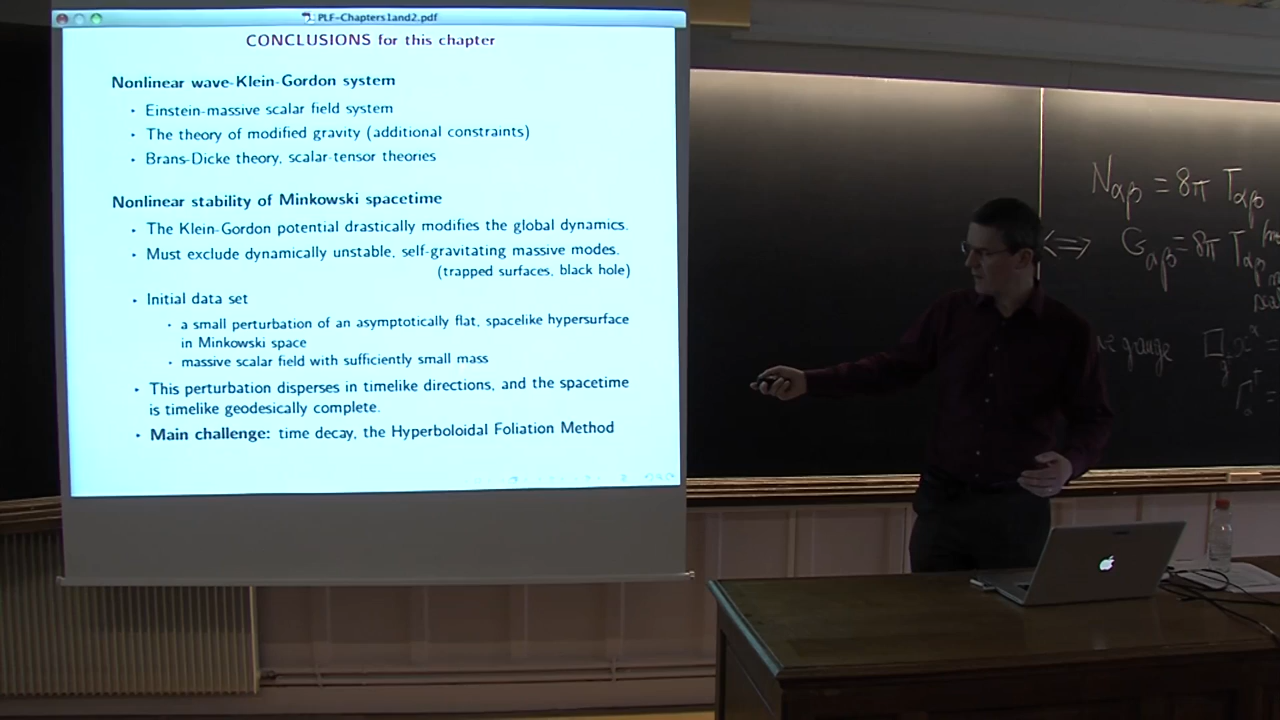 PLF-Chapters1and2.pdf
CONCLUSIONS for this chapter
Nonlinear wave-Klein-Gordon system
• Einstein-massive scalar field system
• The theory of modified gravity (additional constraints)
• Brans-Dicke theory, scalar-tensor theories
Nonlinear stability of Minkowski spacetime
• The Klein-Gordon potential drastically modifies the global dynamics.
• Must exclude dynamically unstable, self-gravitating massive modes.
(trapped surfaces, black hole)
• Initial data set
• a small perturbation of an asymptotically flat, spacelike hypersurface
in Minkowski space
• massive scalar field with sufficiently small mass
• This perturbation disperses in timelike directions, and the spacetime
is timelike geodesically complete.
• Main challenge: time decay, the Hyperboloidal Foliation Method
N_αβ = 8π T_αβ
⟺ G_αβ = 8π T_αβ
gauge